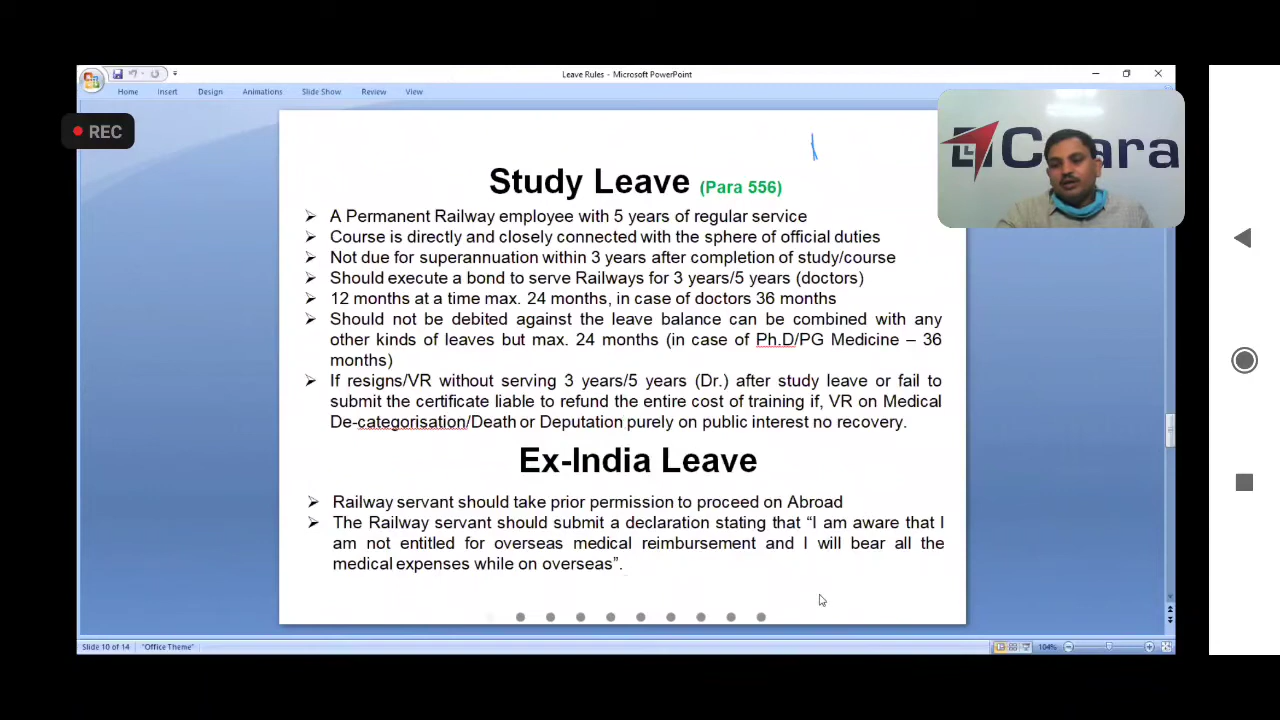 Leave Rules - Microsoft PowerPoint
Home Insert Design Animations Slide Show Review View
REC
Study Leave (Para 556)
A Permanent Railway employee with 5 years of regular service
Course is directly and closely connected with the sphere of official duties
Not due for superannuation within 3 years after completion of study/course
Should execute a bond to serve Railways for 3 years/5 years (doctors)
12 months at a time max. 24 months, in case of doctors 36 months
Should not be debited against the leave balance can be combined with any
other kinds of leaves but max. 24 months (in case of Ph.D/PG Medicine – 36
months)
If resigns/VR without serving 3 years/5 years (Dr.) after study leave or fail to
submit the certificate liable to refund the entire cost of training if, VR on Medical
De-categorisation/Death or Deputation purely on public interest no recovery.
Ex-India Leave
Railway servant should take prior permission to proceed on Abroad
The Railway servant should submit a declaration stating that “I am aware that I
am not entitled for overseas medical reimbursement and I will bear all the
medical expenses while on overseas”.
Slide 10 of 14 "Office Theme" 104%